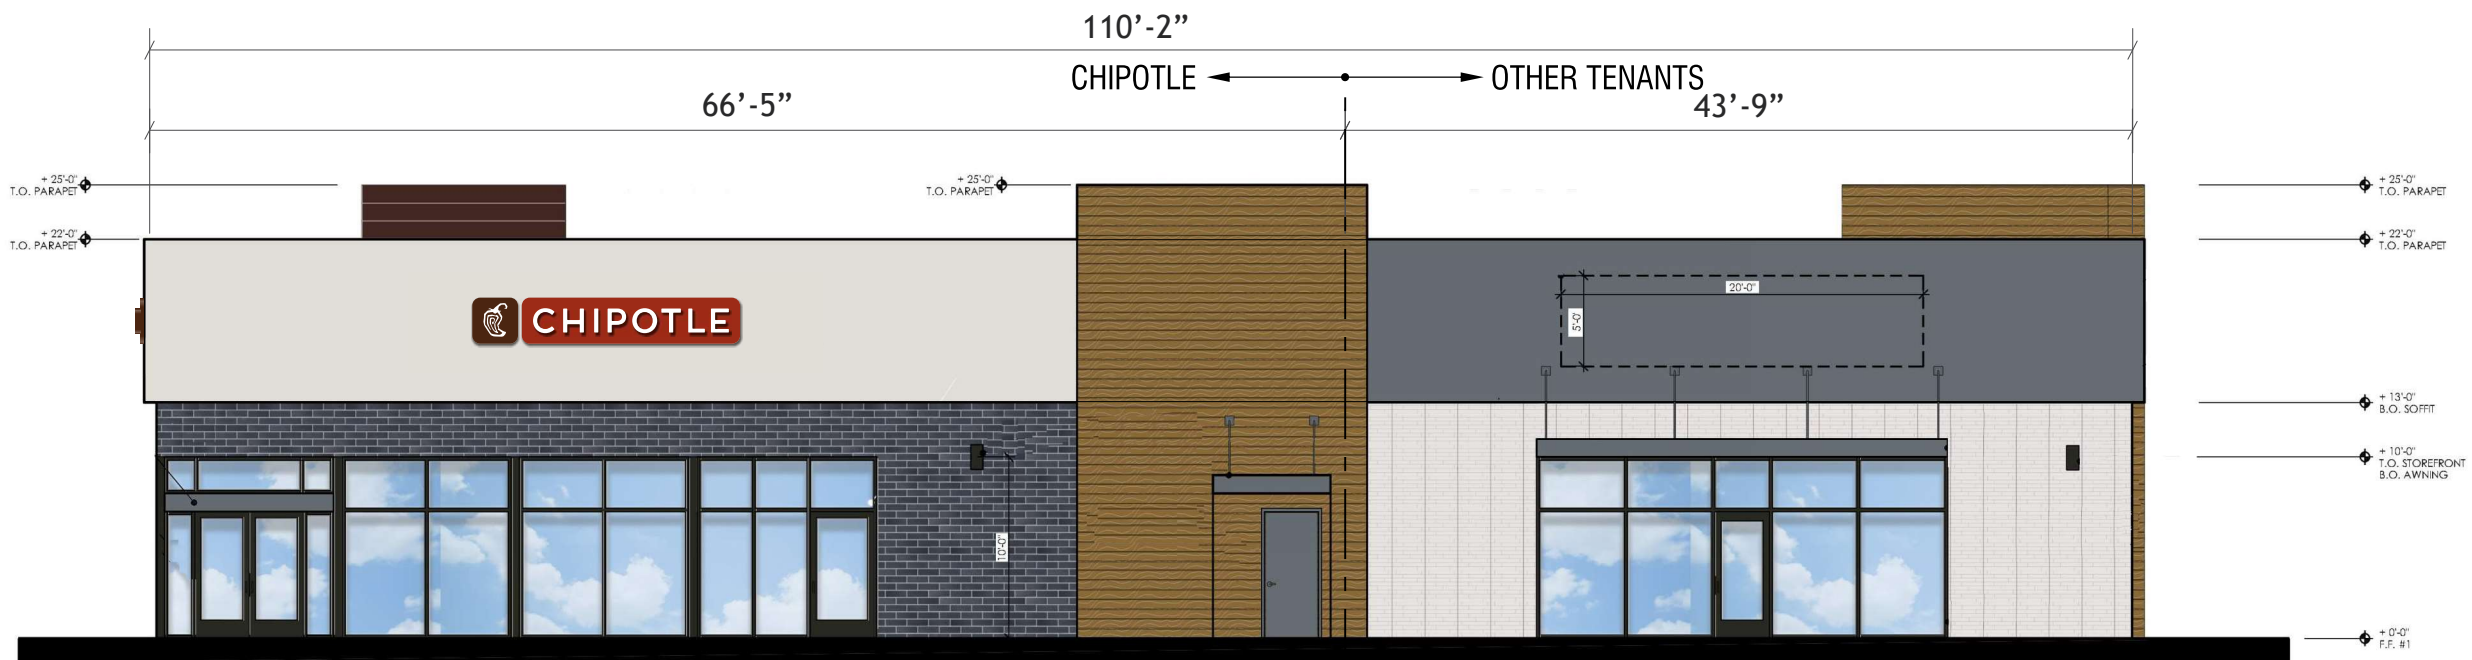 110’-2”
CHIPOTLE
OTHER TENANTS
66’-5”
43’-9”
+ 25'-0"
T.O. PARAPET
+ 25'-0"
T.O. PARAPET
+ 25'-0"
T.O. PARAPET
+ 22'-0"
T.O. PARAPET
+ 22'-0"
T.O. PARAPET
20'-0"
5'-0'
CHIPOTLE
+ 13'-0"
B.O. SOFFIT
+ 10'-0"
T.O. STOREFRONT
B.O. AWNING
10'-0"
+ 0'-0"
F.F. #1